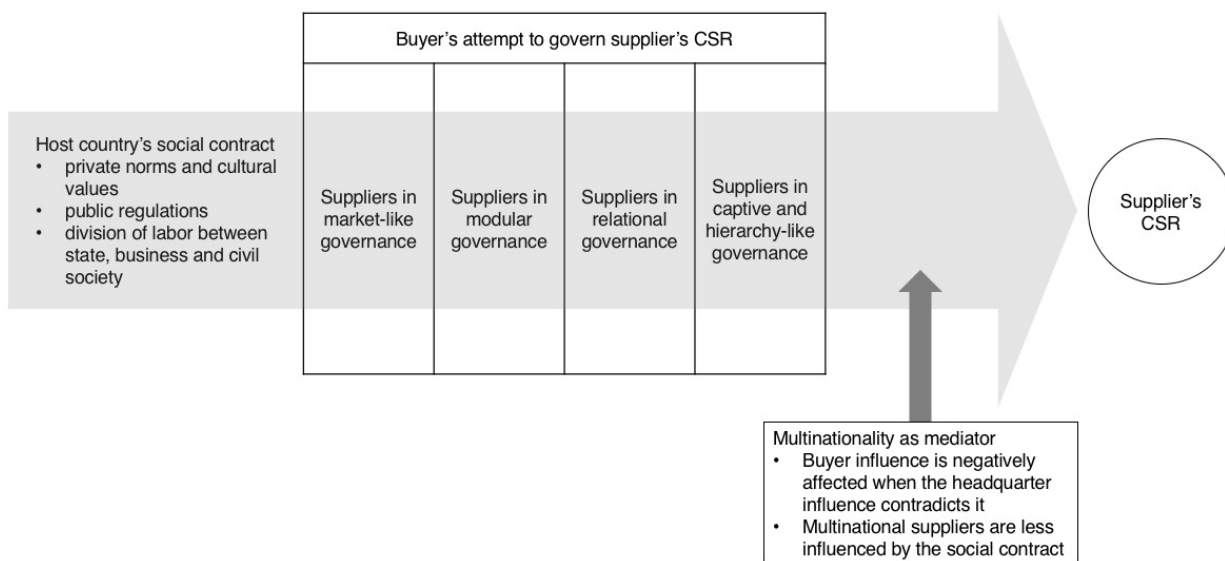 Buyer’s attempt to govern supplier’s CSR
Host country’s social contract
• private norms and cultural
values
• public regulations
• division of labor between
state, business and civil
society
Suppliers in
market-like
governance
Suppliers in
modular
governance
Suppliers in
relational
governance
Suppliers in
captive and
hierarchy-like
governance
Supplier’s
CSR
Multinationality as mediator
• Buyer influence is negatively
affected when the headquarter
influence contradicts it
• Multinational suppliers are less
influenced by the social contract